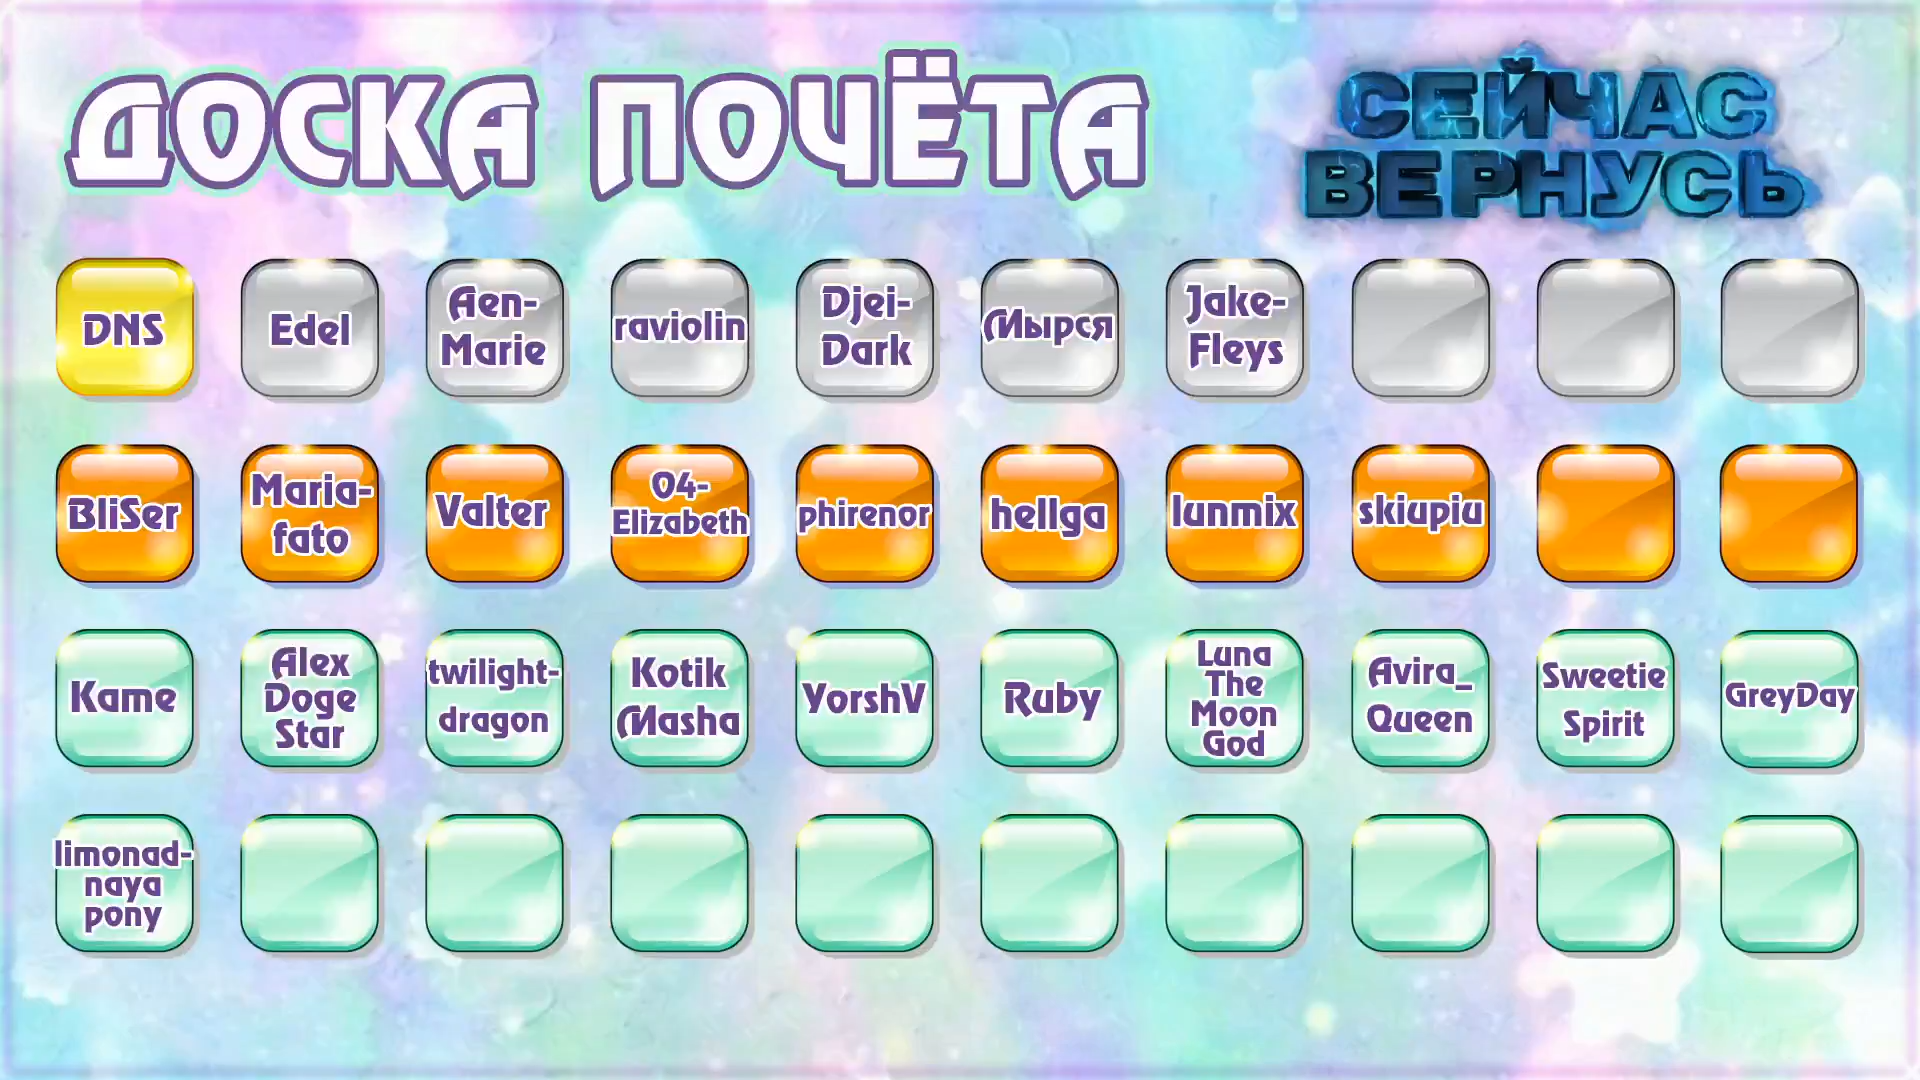 ДОСКА ПОЧЁТА
СЕЙЧАС
ВЕРНУСЬ
DNS
Edel
Aen-
Marie
raviolin
Djei-
Dark
Мырся
Jake-
Fleys
BliSer
Maria-
fato
Valter
04-
Elizabeth
phirenor
hellga
lunmix
skiupiu
Kame
Alex
Doge
Star
twilight-
dragon
Kotik
Masha
YorshV
Ruby
Luna
The
Moon
God
Avira_
Queen
Sweetie
Spirit
GreyDay
limonad-
naya
pony